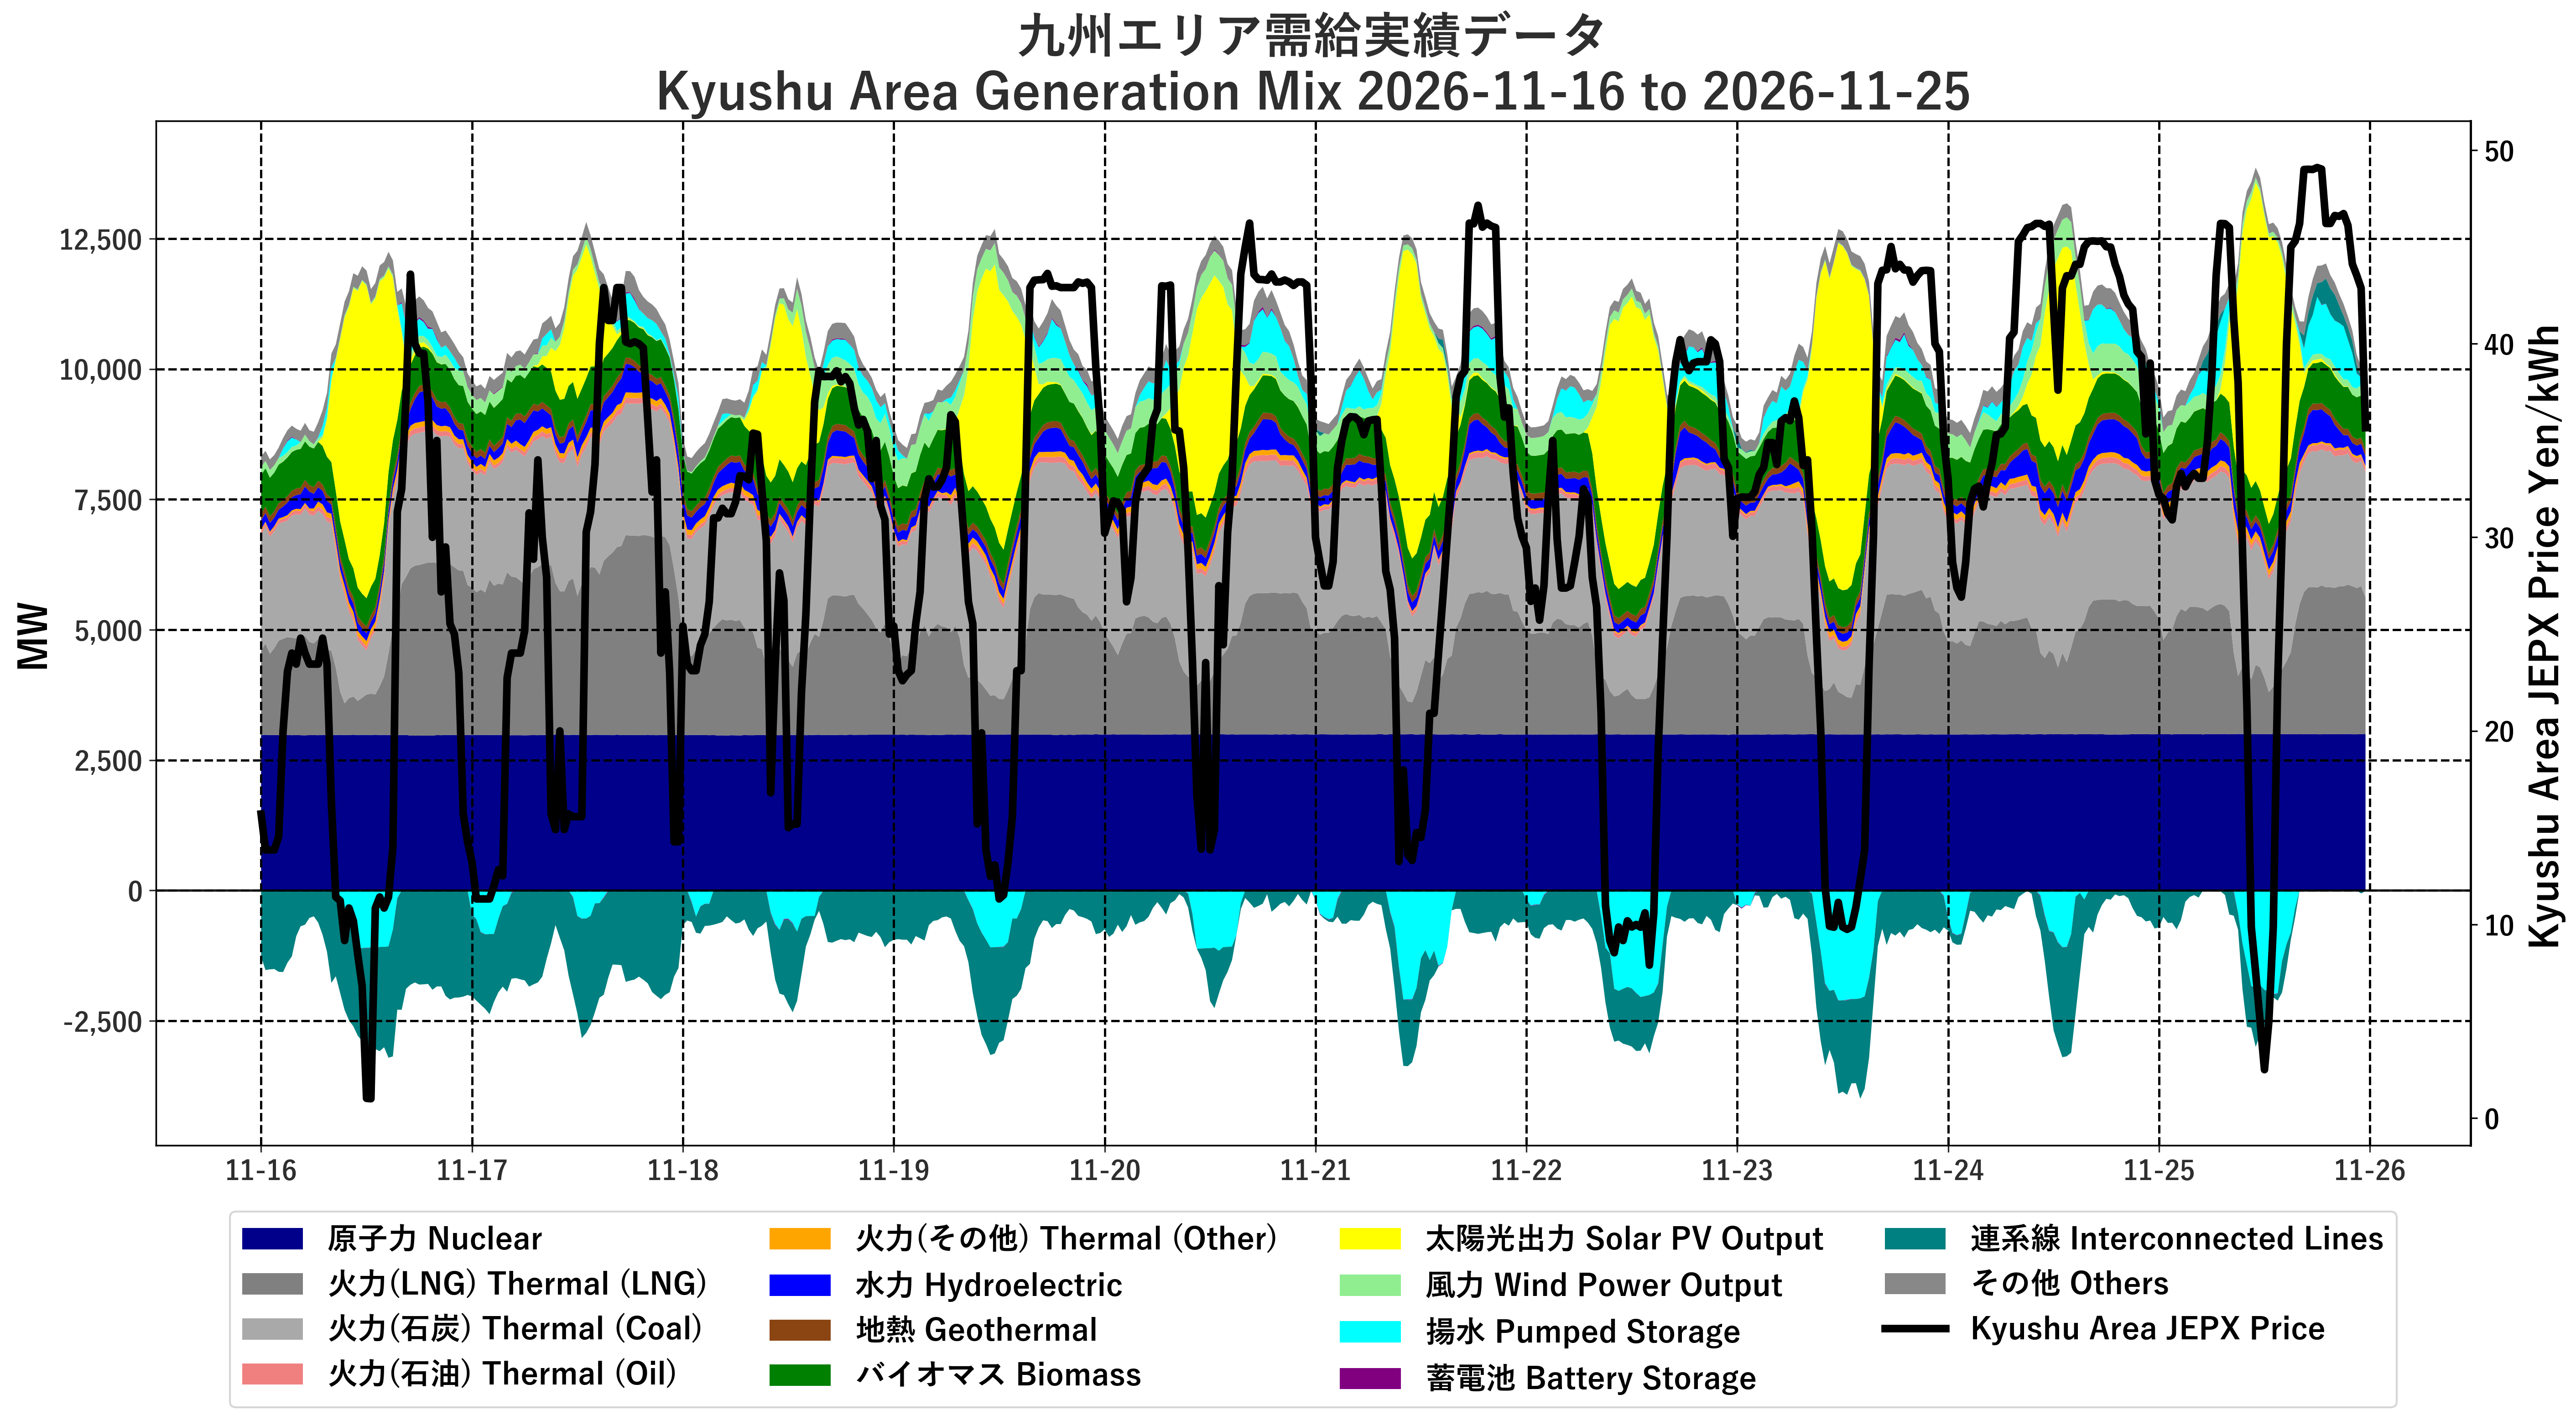 九州エリア需給実績データ
Kyushu Area Generation Mix 2026-11-16 to 2026-11-25
MW
12,500
10,000
7,500
5,000
2,500
0
-2,500
50
40
30
20
10
0
Kyushu Area JEPX Price Yen/kWh
11-16
11-17
11-18
11-19
11-20
11-21
11-22
11-23
11-24
11-25
11-26
原子力 Nuclear
火力(LNG) Thermal (LNG)
火力(石炭) Thermal (Coal)
火力(石油) Thermal (Oil)
火力(その他) Thermal (Other)
水力 Hydroelectric
地熱 Geothermal
バイオマス Biomass
太陽光出力 Solar PV Output
風力 Wind Power Output
揚水 Pumped Storage
蓄電池 Battery Storage
連系線 Interconnected Lines
その他 Others
Kyushu Area JEPX Price